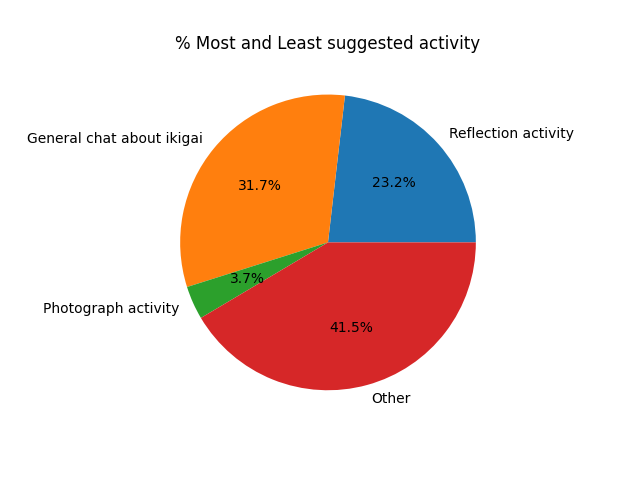 % Most and Least suggested activity
Reflection activity
General chat about ikigai
23.2%
31.7%
3.7%
Photograph activity
41.5%
Other